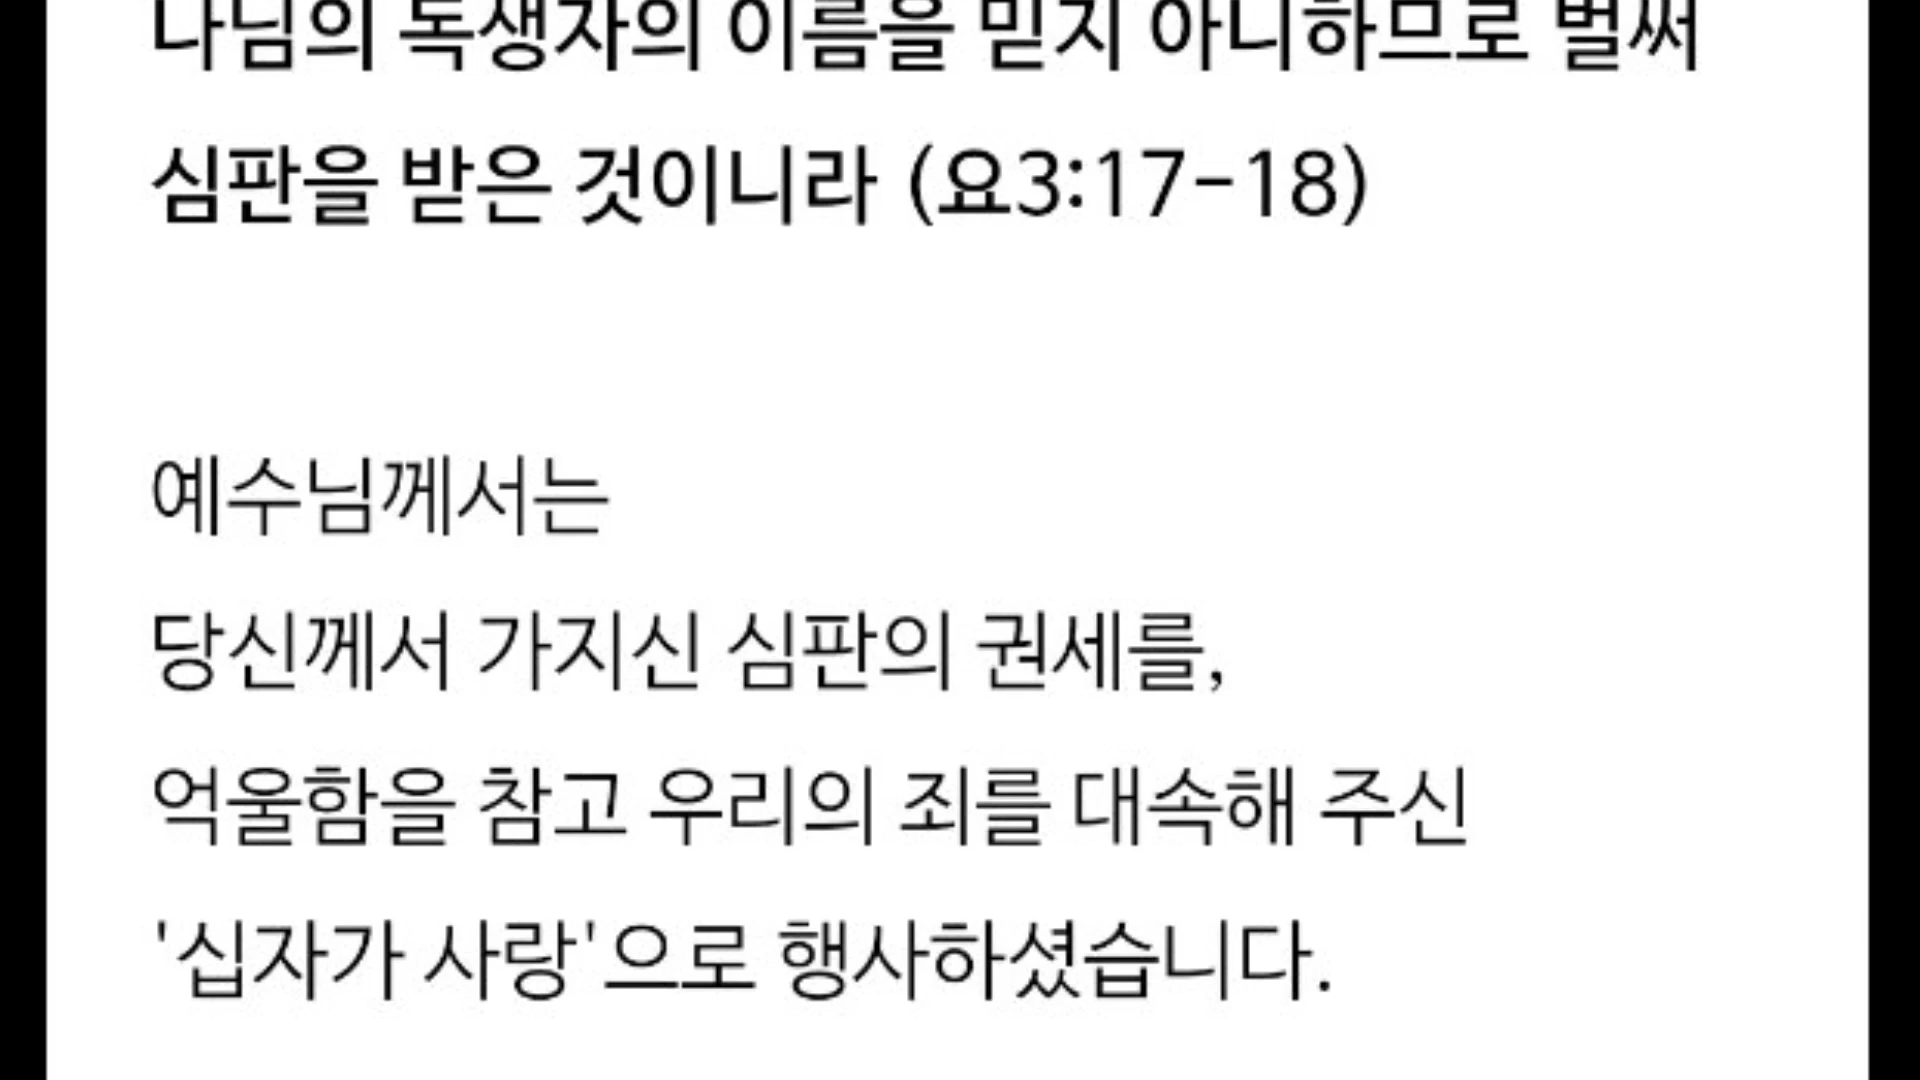 나님의 독생자의 이름을 믿지 아니하므로 벌써
심판을 받은 것이니라 (요3:17-18)
예수님께서는
당신께서 가지신 심판의 권세를,
억울함을 참고 우리의 죄를 대속해 주신
'십자가 사랑'으로 행사하셨습니다.